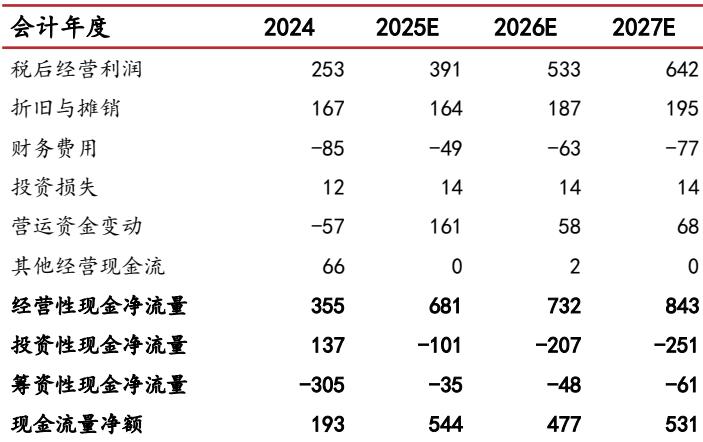 会计年度 2024 2025E 2026E 2027E
税后经营利润 253 391 533 642
折旧与摊销 167 164 187 195
财务费用 -85 -49 -63 -77
投资损失 12 14 14 14
营运资金变动 -57 161 58 68
其他经营现金流 66 0 2 0
经营性现金净流量 355 681 732 843
投资性现金净流量 137 -101 -207 -251
筹资性现金净流量 -305 -35 -48 -61
现金流量净额 193 544 477 531